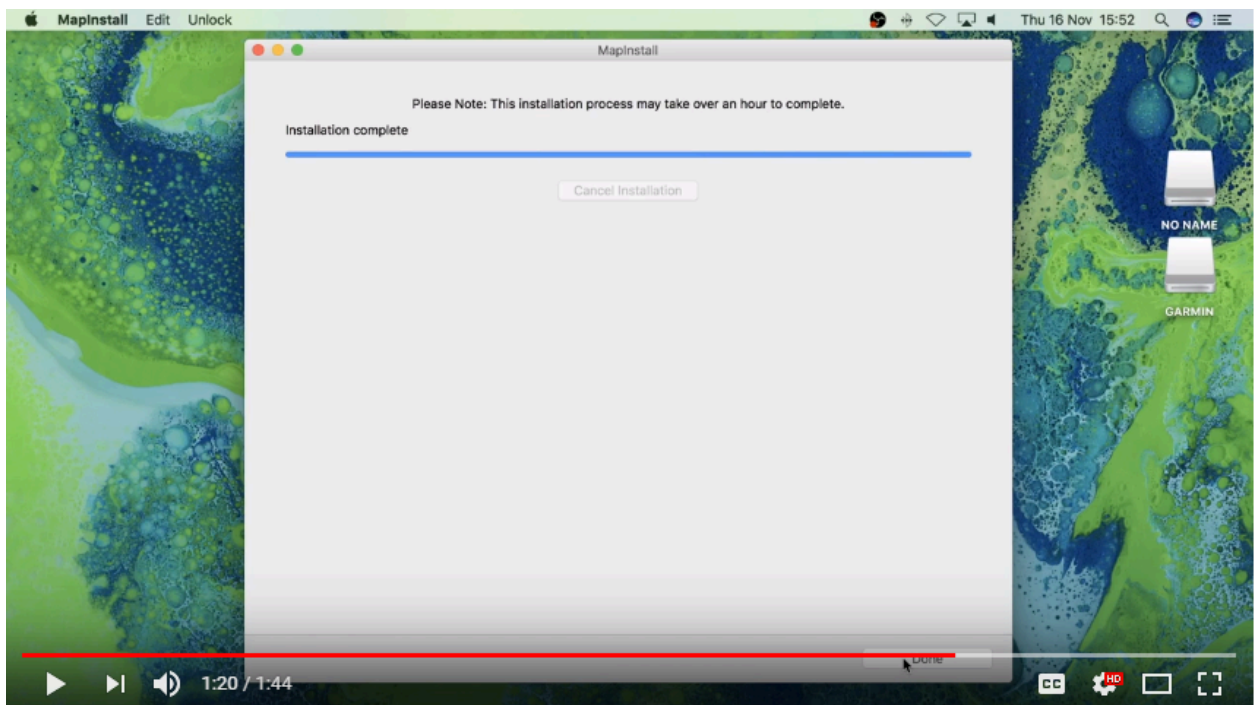 MapInstall Edit Unlock Thu 16 Nov 15:52
MapInstall
Please Note: This installation process may take over an hour to complete.
Installation complete
Cancel Installation
NO NAME
GARMIN
Done
1:20 / 1:44 CC HD